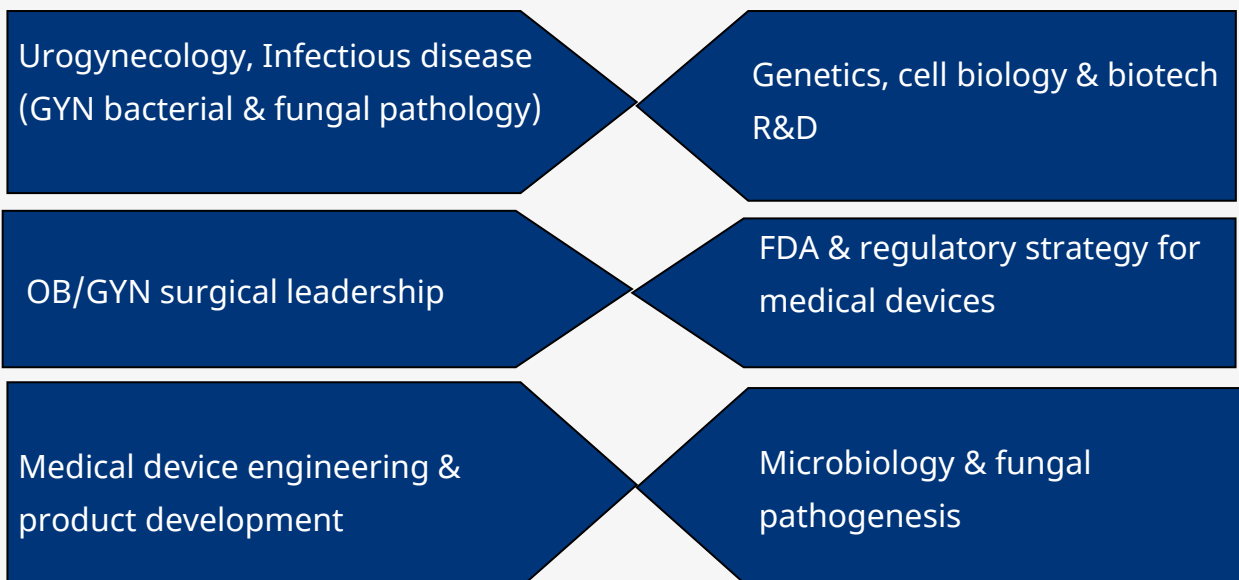 Urogynecology, Infectious disease
(GYN bacterial & fungal pathology)
Genetics, cell biology & biotech
R&D
OB/GYN surgical leadership
FDA & regulatory strategy for
medical devices
Medical device engineering &
product development
Microbiology & fungal
pathogenesis